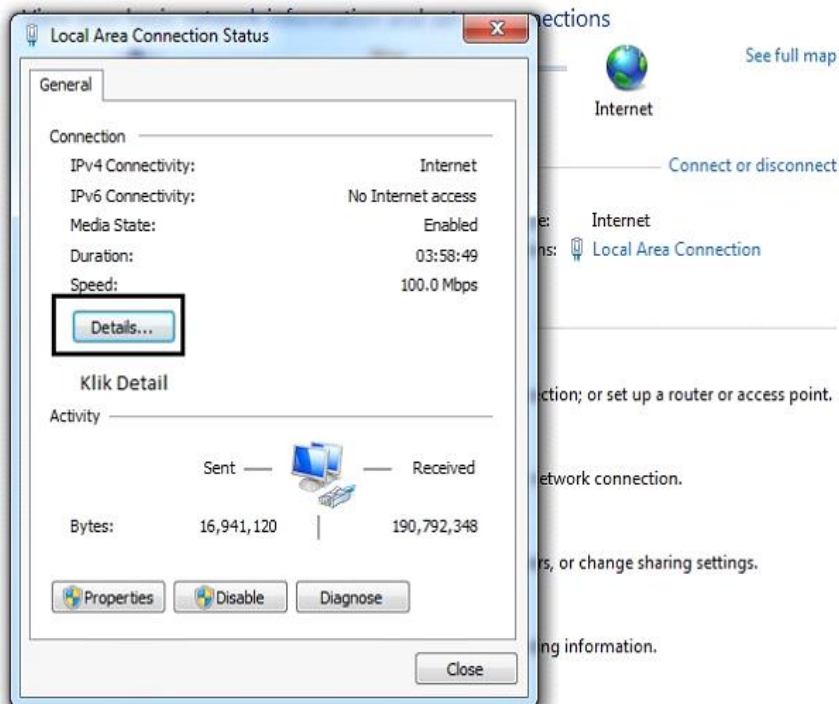 Local Area Connection Status
nections
See full map
General
Internet
Connection
IPv4 Connectivity: Internet
Connect or disconnect
IPv6 Connectivity: No Internet access
Media State: Enabled
e: Internet
Duration: 03:58:49
ns: Local Area Connection
Speed: 100.0 Mbps
Details...
Klik Detail
ction; or set up a router or access point.
Activity
Sent Received
etwork connection.
Bytes: 16,941,120 190,792,348
rs, or change sharing settings.
Properties Disable Diagnose
ng information.
Close